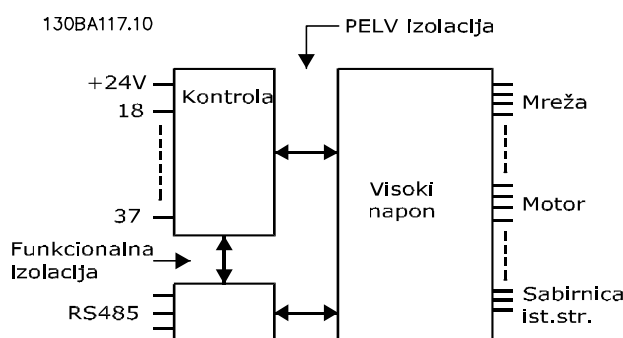 130BA117.10
PELV izolacija
+24V
18
37
Kontrola
Visoki
napon
Mreža
Motor
Sabirnica
ist.str.
Funkcionalna
izolacija
RS485